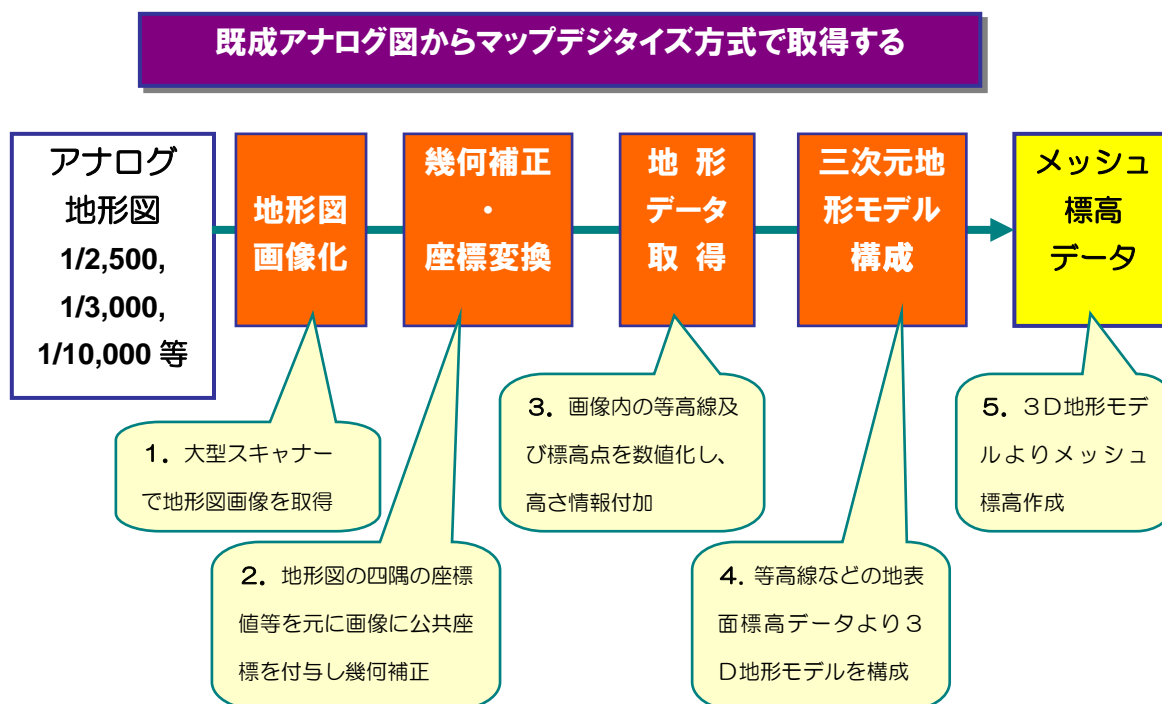 既成アナログ図からマップデジタイズ方式で取得する
アナログ
地形図
1/2,500,
1/3,000,
1/10,000 等
地形図
画像化
幾何補正
・
座標変換
地 形
データ
取 得
三次元地
形モデル
構成
メッシュ
標高
データ
1．大型スキャナー
で地形図画像を取得
2．地形図の四隅の座標
値等を元に画像に公共座
標を付与し幾何補正
3．画像内の等高線及
び標高点を数値化し、
高さ情報付加
4．等高線などの地表
面標高データより３
Ｄ地形モデルを構成
5．３Ｄ地形モデ
ルよりメッシュ
標高作成